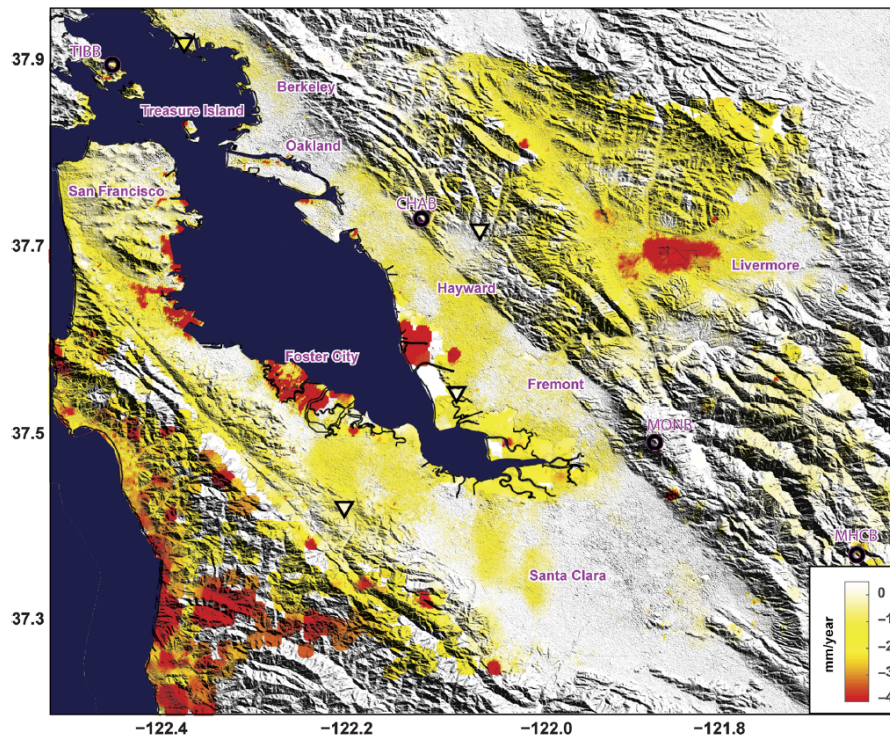 37.9
TIBB
Berkeley
Treasure Island
Oakland
San Francisco
CHAB
37.7
Livermore
Hayward
Foster City
Fremont
37.5
MONB
MHCB
Santa Clara
37.3
mm/year
0
−1
−2
−3
−4
−122.4
−122.2
−122.0
−121.8